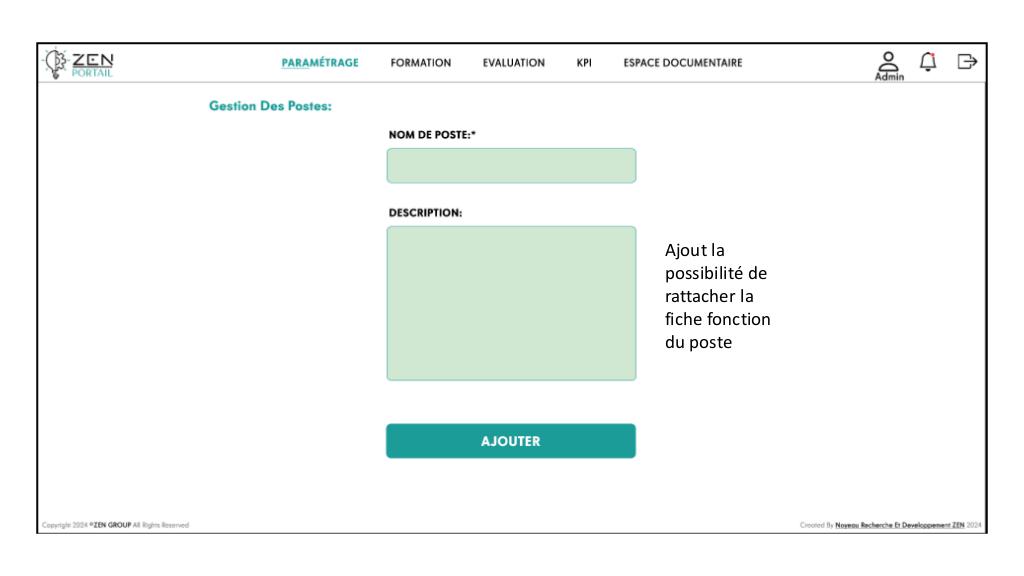 ZEN
PORTAIL
PARAMÉTRAGE FORMATION EVALUATION KPI ESPACE DOCUMENTAIRE
Admin
Gestion Des Postes:
NOM DE POSTE:*
DESCRIPTION:
Ajout la
possibilité de
rattacher la
fiche fonction
du poste
AJOUTER
Copyright 2024 ©ZEN GROUP All Rights Reserved
Created By Noyeau Recherche Et Developpement ZEN 2024